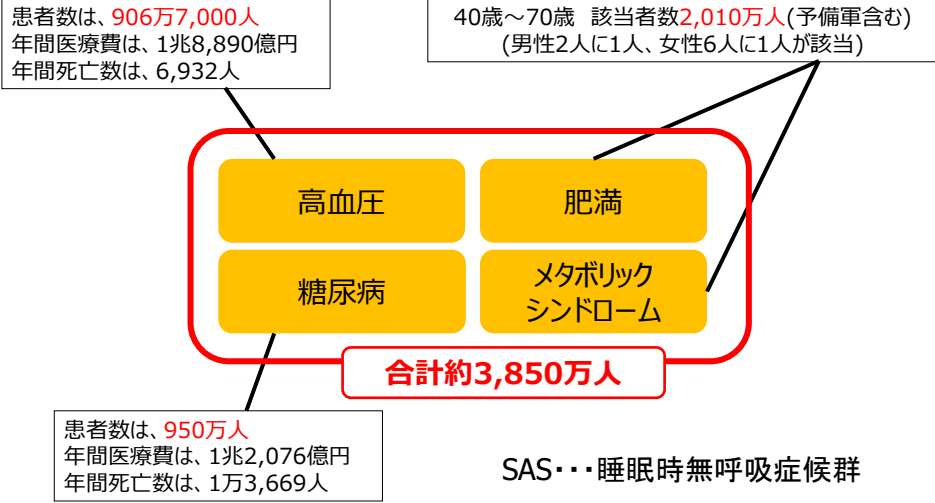 患者数は、906万7,000人
年間医療費は、1兆8,890億円
年間死亡数は、6,932人
40歳～70歳 該当者数2,010万人(予備軍含む)
(男性2人に1人、女性6人に1人が該当)
高血圧
肥満
糖尿病
メタボリック
シンドローム
合計約3,850万人
患者数は、950万人
年間医療費は、1兆2,076億円
年間死亡数は、1万3,669人
SAS・・・睡眠時無呼吸症候群